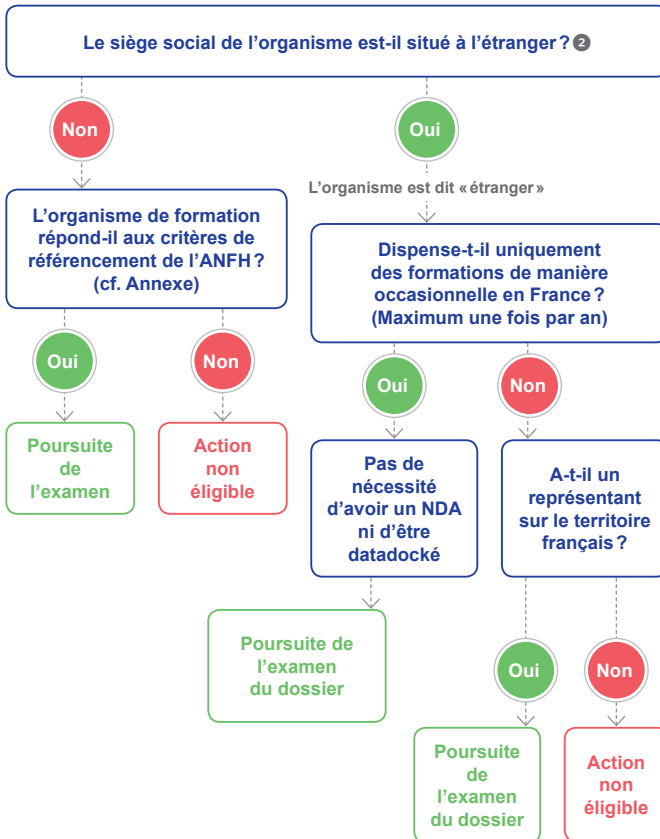 Le siège social de l'organisme est-il situé à l'étranger ? ❷
Non
Oui
L'organisme est dit « étranger »
L'organisme de formation
répond-il aux critères de
référencement de l'ANFH ?
(cf. Annexe)
Dispense-t-il uniquement
des formations de manière
occasionnelle en France ?
(Maximum une fois par an)
Oui
Non
Oui
Non
Poursuite
de
l'examen
Action
non
éligible
Pas de
nécessité
d'avoir un NDA
ni d'être
datadocké
A-t-il un
représentant
sur le territoire
français ?
Poursuite de
l'examen
du dossier
Oui
Non
Poursuite
de
l'examen
du dossier
Action
non
éligible